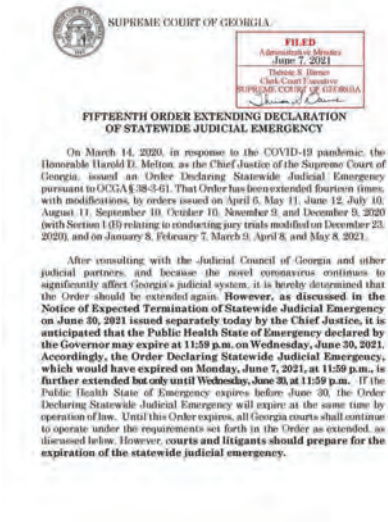 SUPREME COURT OF GEORGIA
FILED
Administrative Minutes
June 7, 2021
Thérèse S. Barnes
Clerk/Court Executive
SUPREME COURT OF GEORGIA
FIFTEENTH ORDER EXTENDING DECLARATION
OF STATEWIDE JUDICIAL EMERGENCY
On March 14, 2020, in response to the COVID-19 pandemic, the
Honorable Harold D. Melton, as the Chief Justice of the Supreme Court of
Georgia, issued an Order Declaring Statewide Judicial Emergency
pursuant to OCGA § 38-3-61. That Order has been extended fourteen times,
with modifications, by orders issued on April 6, May 11, June 12, July 10,
August 11, September 10, October 10, November 9, and December 9, 2020
(with Section I (B) relating to conducting jury trials modified on December 23,
2020), and on January 8, February 7, March 9, April 8, and May 8, 2021.
After consulting with the Judicial Council of Georgia and other
judicial partners, and because the novel coronavirus continues to
significantly affect Georgia's judicial system, it is hereby determined that
the Order should be extended again. However, as discussed in the
Notice of Expected Termination of Statewide Judicial Emergency
on June 30, 2021 issued separately today by the Chief Justice, it is
anticipated that the Public Health State of Emergency declared by
the Governor may expire at 11:59 p.m. on Wednesday, June 30, 2021.
Accordingly, the Order Declaring Statewide Judicial Emergency,
which would have expired on Monday, June 7, 2021, at 11:59 p.m., is
further extended but only until Wednesday, June 30, at 11:59 p.m. If the
Public Health State of Emergency expires before June 30, the Order
Declaring Statewide Judicial Emergency will expire at the same time by
operation of law. Until this Order expires, all Georgia courts shall continue
to operate under the requirements set forth in the Order as extended, as
discussed below. However, courts and litigants should prepare for the
expiration of the statewide judicial emergency.